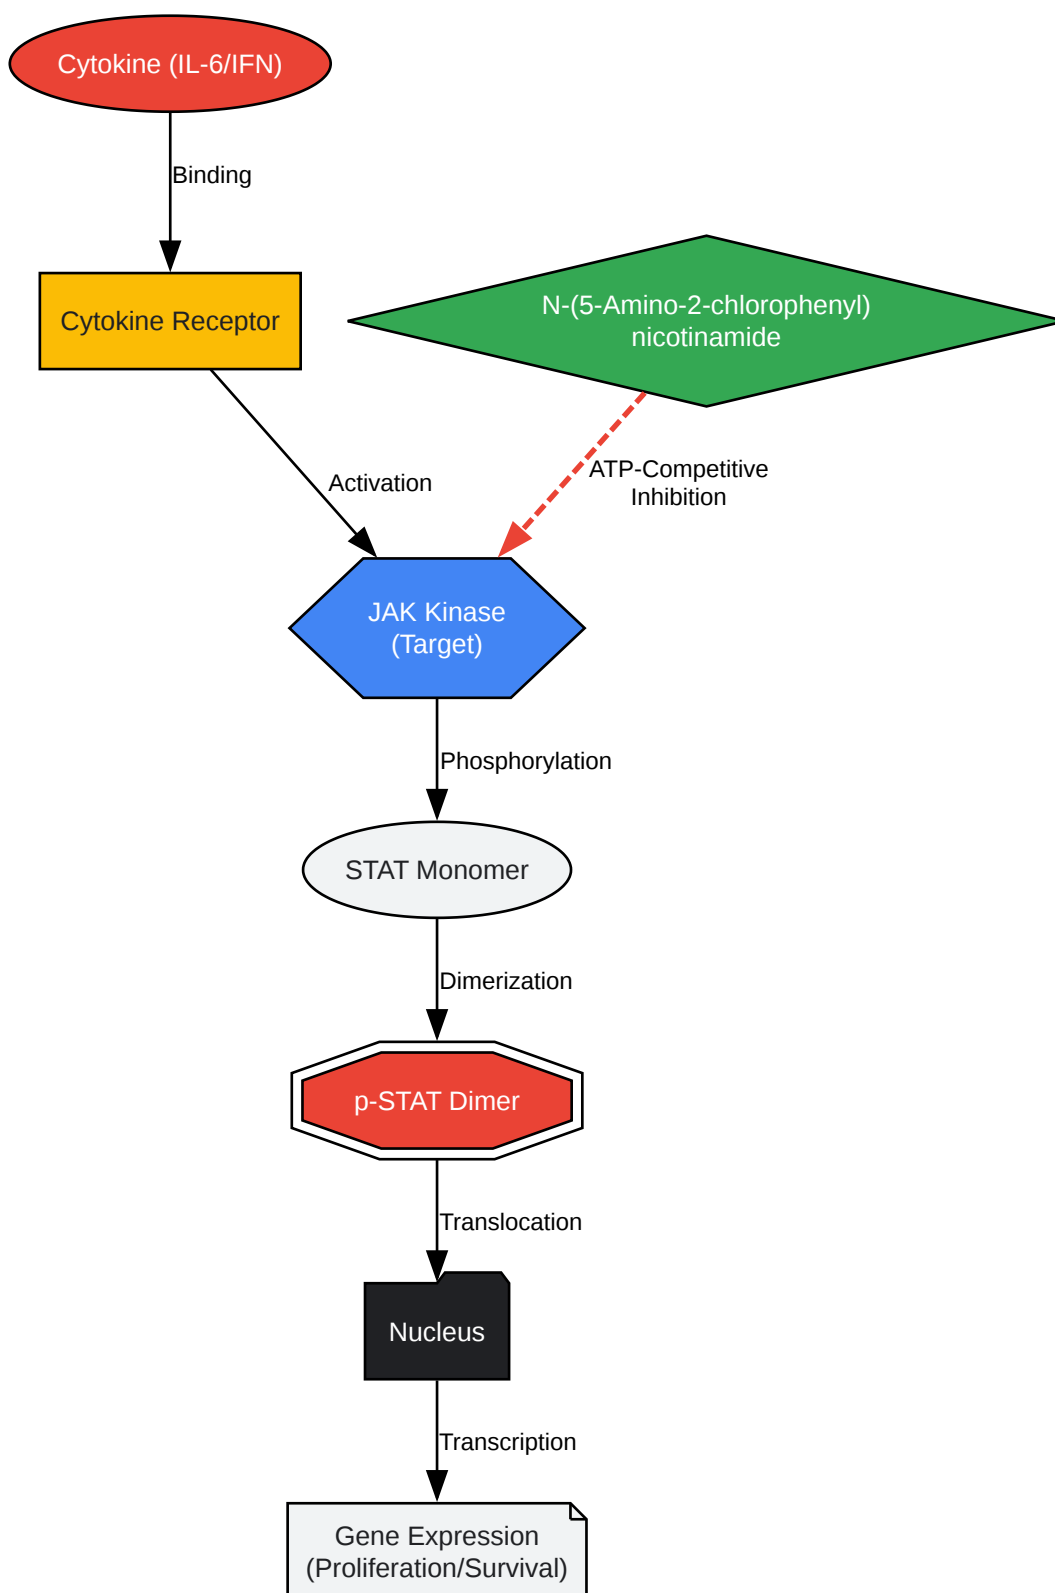 Cytokine (IL-6/IFN)
Binding
Cytokine Receptor
N-(5-Amino-2-chlorophenyl)
nicotinamide
Activation
ATP-Competitive
Inhibition
JAK Kinase
(Target)
Phosphorylation
STAT Monomer
Dimerization
p-STAT Dimer
Translocation
Nucleus
Transcription
Gene Expression
(Proliferation/Survival)